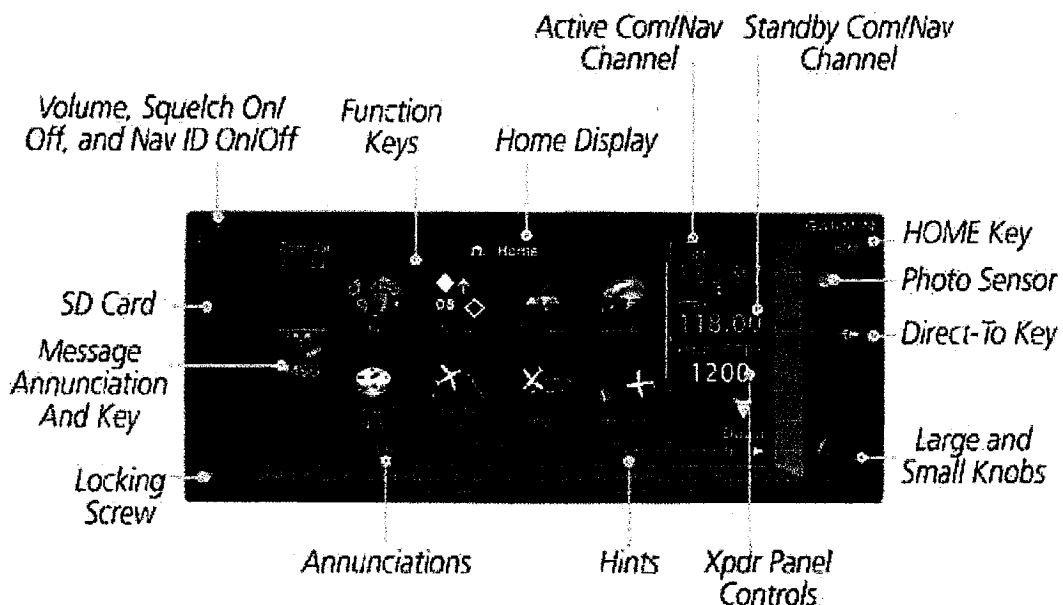 Active Com/Nav
Channel
Standby Com/Nav
Channel
Volume, Squelch On/
Off, and Nav ID On/Off
Function
Keys
Home Display
HOME Key
Photo Sensor
SD Card
Direct-To Key
Message
Annunciation
And Key
Large and
Small Knobs
Locking
Screw
Annunciations
Hints
Xpdr Panel
Controls
GARMIN
Home
05
118.00
1200